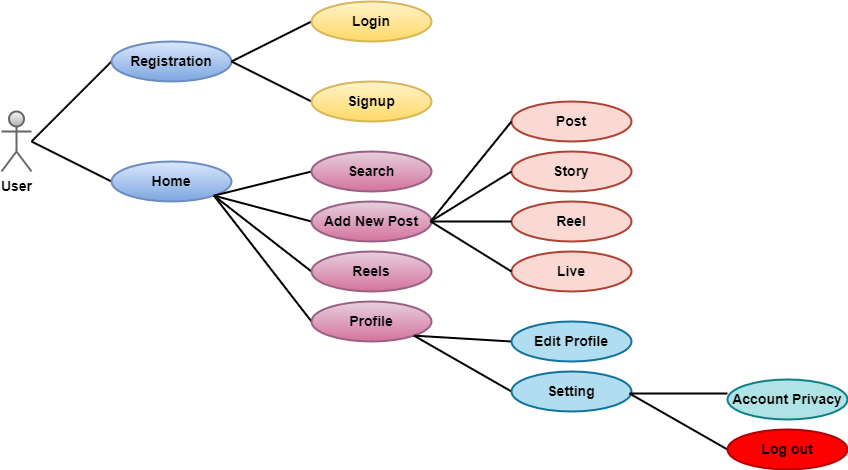 Login
Registration
Signup
User
Home
Search
Add New Post
Reels
Profile
Post
Story
Reel
Live
Edit Profile
Setting
Account Privacy
Log out